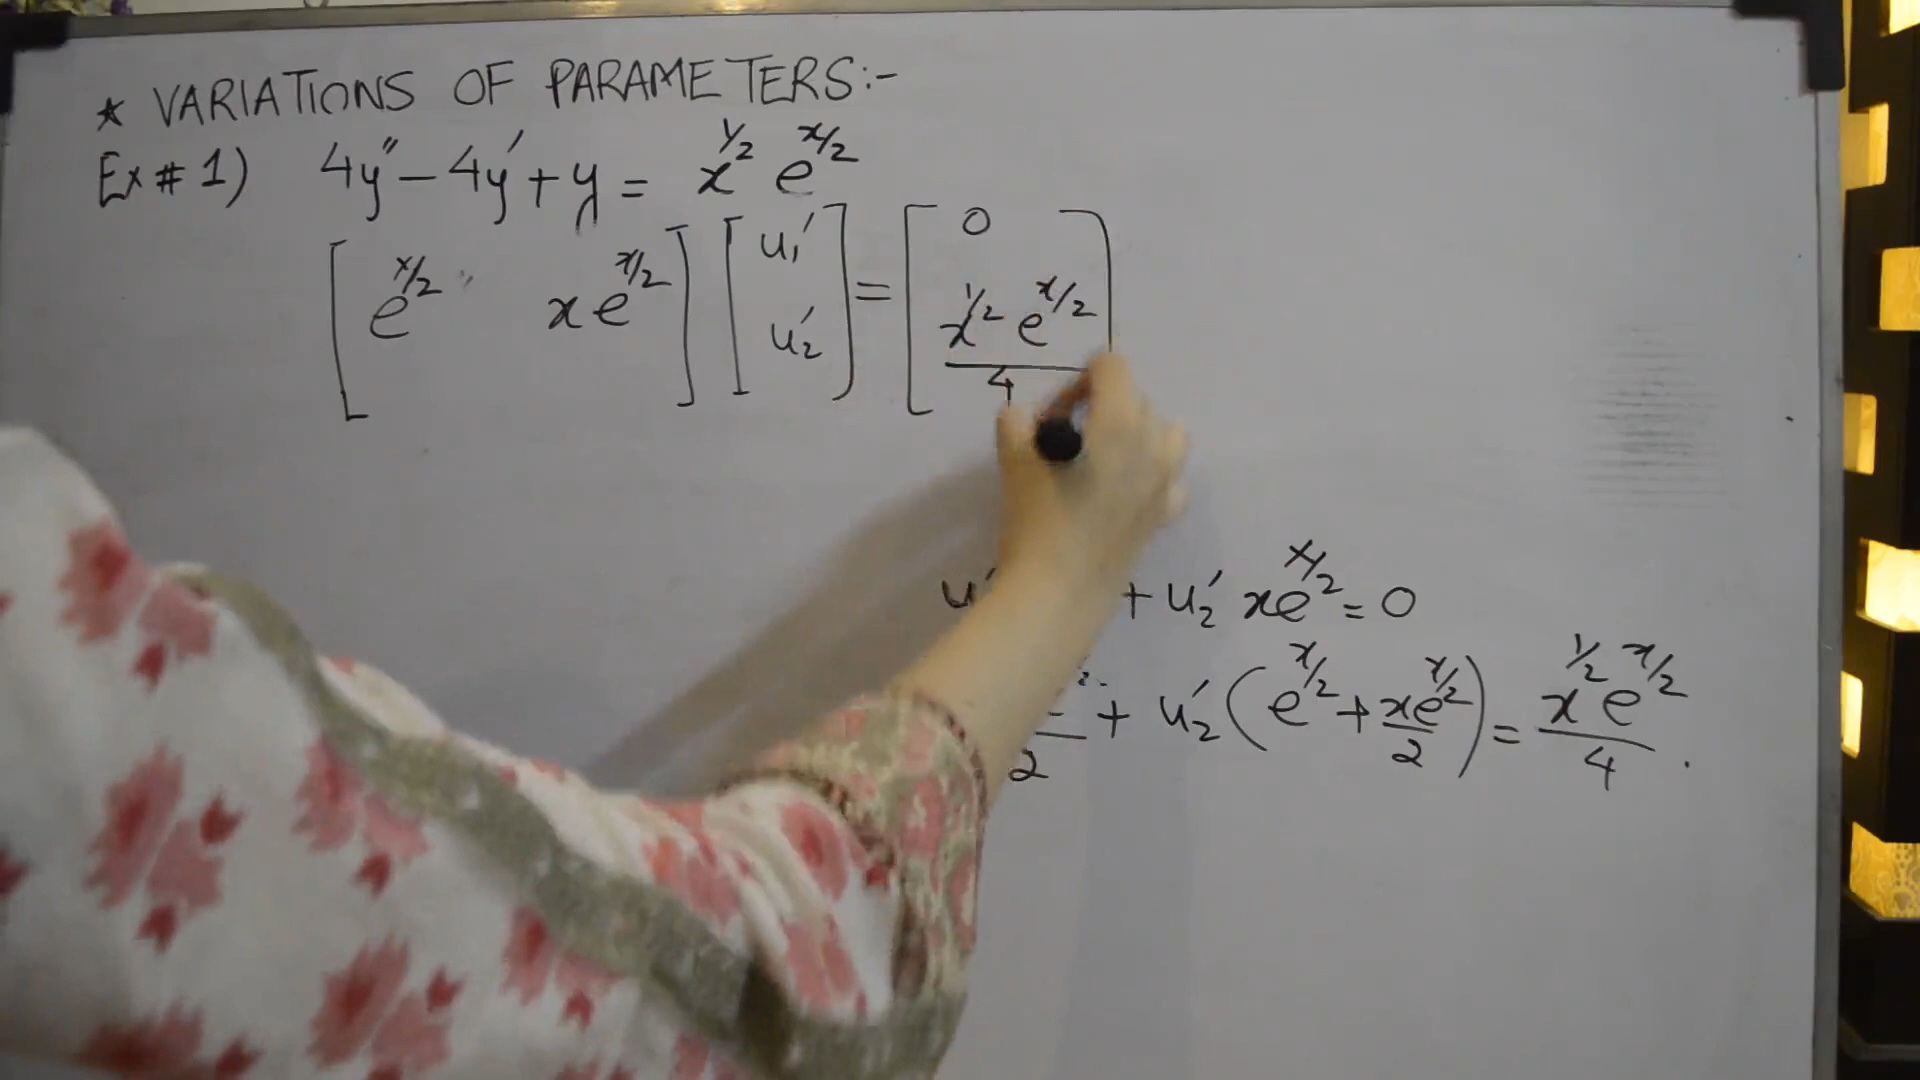 * VARIATIONS OF PARAMETERS:-
Ex # 1) 4y'' - 4y' + y = x^1/2 e^x/2
[e^x/2 xe^x/2] [u₁' u₂'] = [0 x^1/2 e^x/2 / 4]
u' + u₂' xe^x/2 = 0
2 + u₂' (e^x/2 + xe^x/2 / 2) = x^1/2 e^x/2 / 4 .